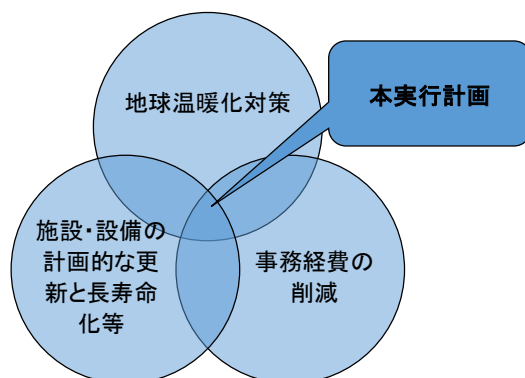 地球温暖化対策
本実行計画
施設・設備の
計画的な更
新と長寿命
化等
事務経費の
削減